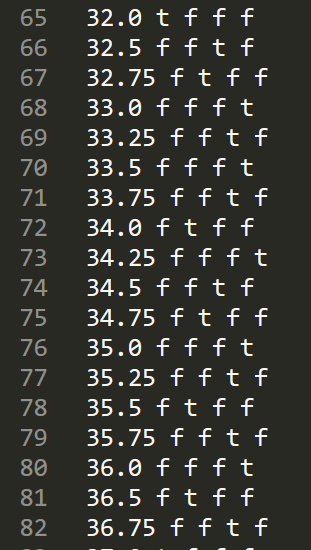 65 32.0 t f f f
66 32.5 f f t f
67 32.75 f t f f
68 33.0 f f f t
69 33.25 f f t f
70 33.5 f f f t
71 33.75 f f t f
72 34.0 f t f f
73 34.25 f f f t
74 34.5 f f t f
75 34.75 f t f f
76 35.0 f f f t
77 35.25 f f t f
78 35.5 f t f f
79 35.75 f f t f
80 36.0 f f f t
81 36.5 f t f f
82 36.75 f f t f